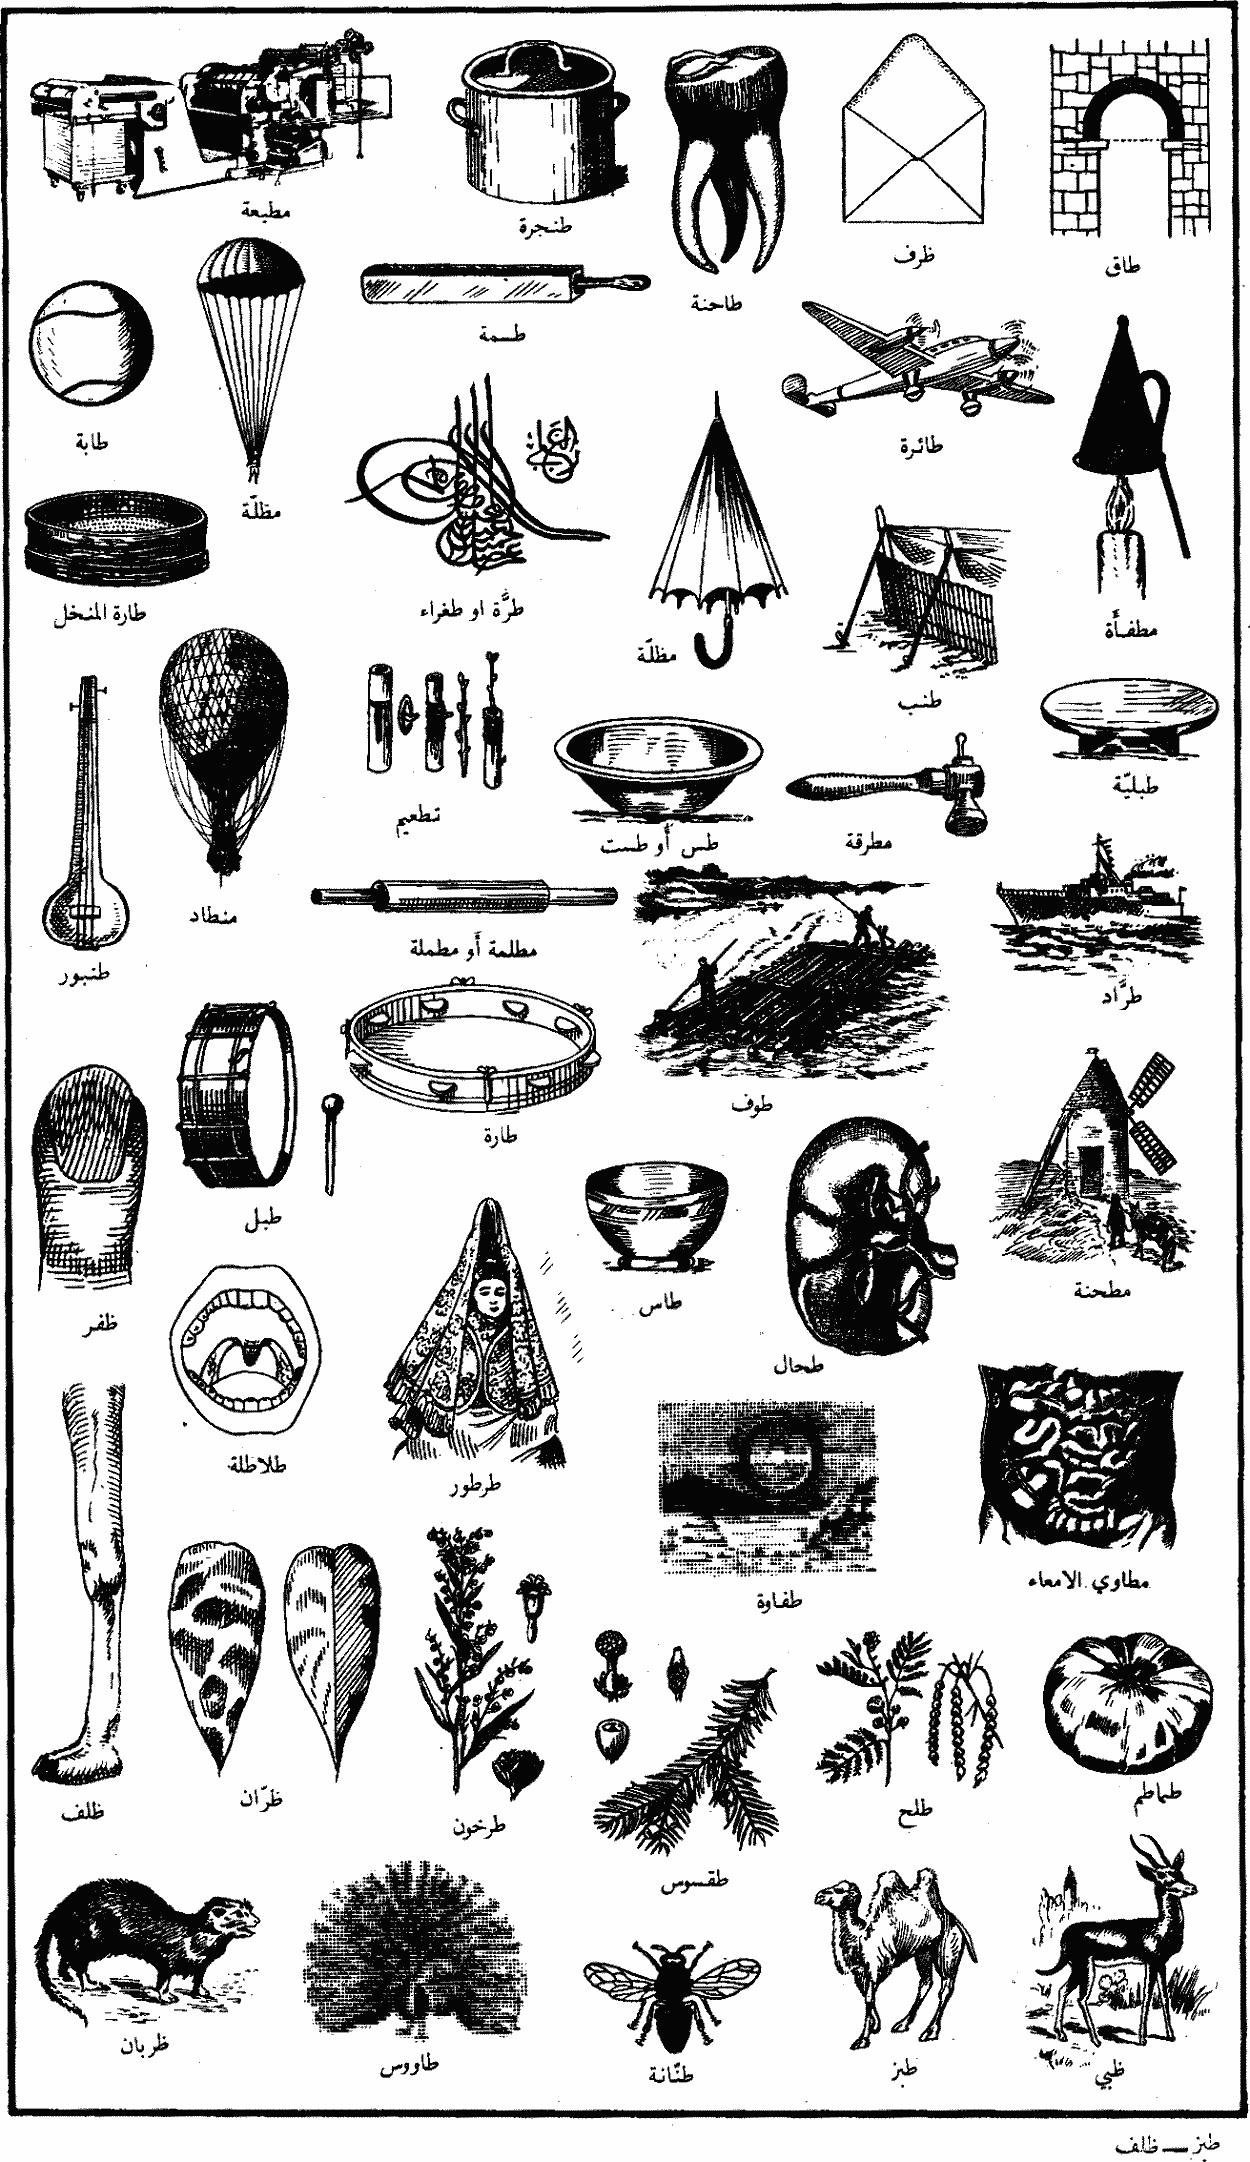 طاق
ظرف
طاحنة
طنجرة
مطبعة
مطفأة
طائرة
طسمة
مظلّة
طابة
طنب
مظلّة
طرَّة او طغراء
طارة المنخل
طبليّة
مطرقة
طس أو طست
تطعيم
منطاد
طنبور
طرَّاد
طوف
مطلمة أو مطملة
طارة
طبل
ظفر
مطحنة
طحال
طاس
طرطور
طلاطلة
ظلف
مطاوي الامعاء
طفاوة
طماطم
طلح
طقسوس
طرخون
ظرّان
ظبي
طبز
طنّانة
طاووس
ظربان
طبز — ظلف